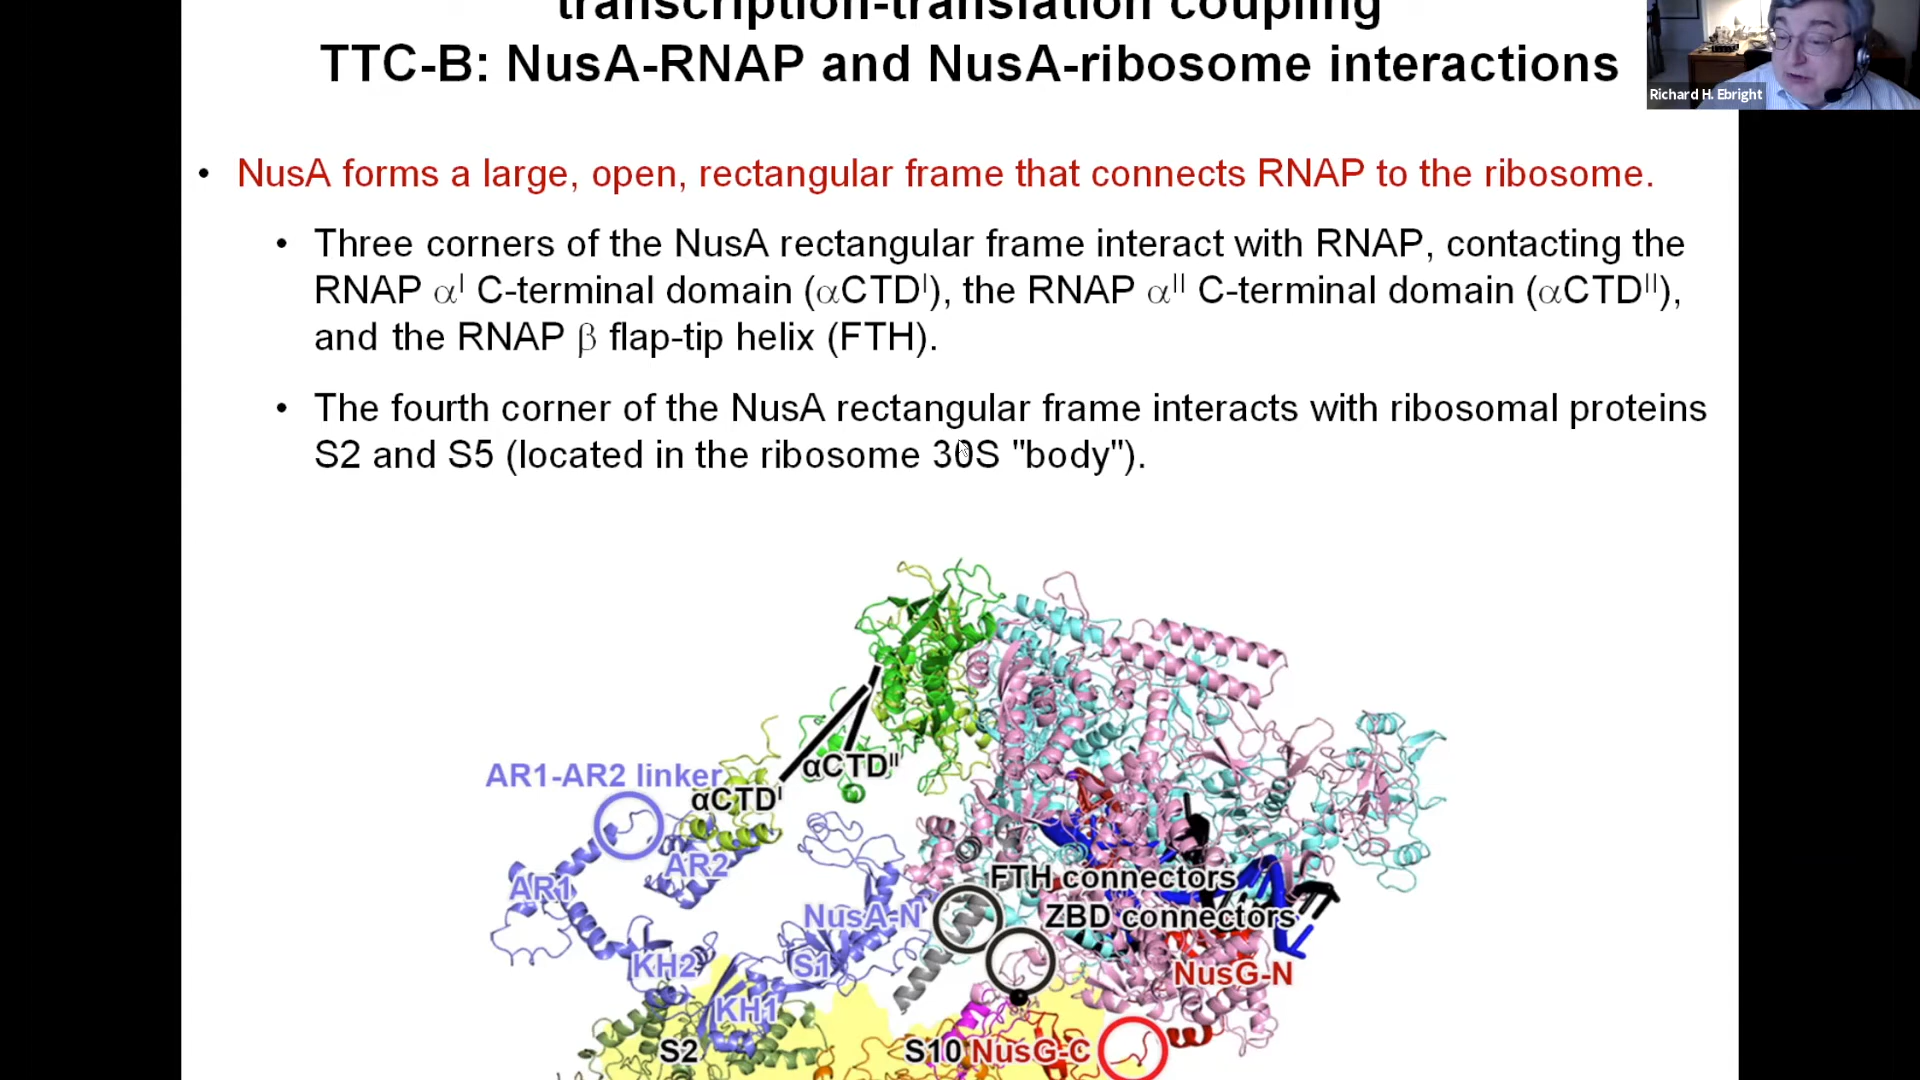 transcription-translation coupling
TTC-B: NusA-RNAP and NusA-ribosome interactions
Richard H. Ebright
• NusA forms a large, open, rectangular frame that connects RNAP to the ribosome.
• Three corners of the NusA rectangular frame interact with RNAP, contacting the
RNAP αᴵ C-terminal domain (αCTDᴵ), the RNAP αᴵᴵ C-terminal domain (αCTDᴵᴵ),
and the RNAP β flap-tip helix (FTH).
• The fourth corner of the NusA rectangular frame interacts with ribosomal proteins
S2 and S5 (located in the ribosome 30S "body").
AR1-AR2 linker
αCTDᴵᴵ
αCTDᴵ
AR2
AR1
FTH connectors
NusA-N
ZBD connectors
KH2
S1
NusG-N
KH1
S2
S10 NusG-C